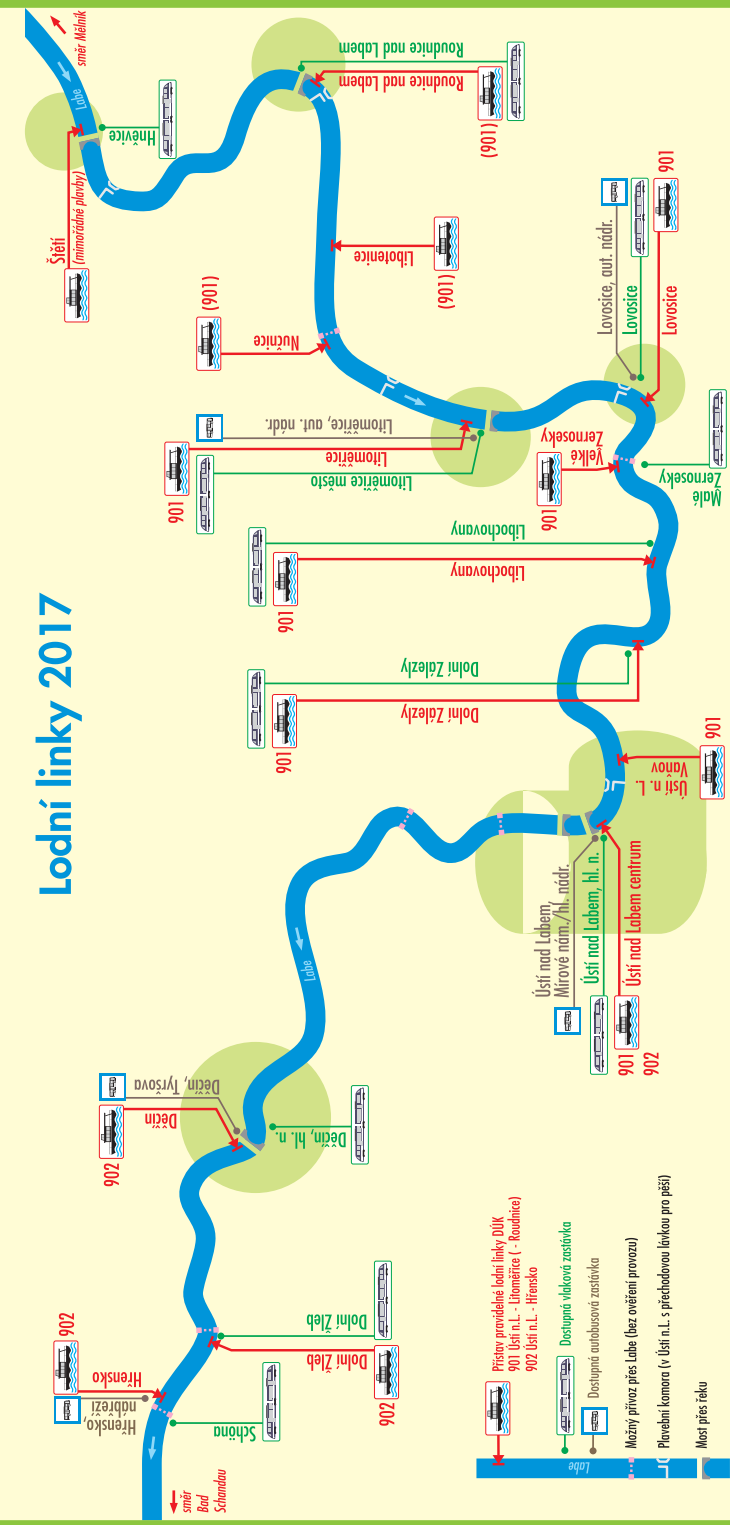 Lodní linky 2017
směr Mělník
Labe
Štětí
(mimořádné plavby)
Hněvice
Roudnice nad Labem
Roudnice nad Labem
(901)
Libotenice
(901)
Nučnice
(901)
Litoměřice, aut. nádr.
Litoměřice
901
Litoměřice město
Lovosice, aut. nádr.
Lovosice
Lovosice
901
Velké
Žernoseky
901
Malé
Žernoseky
Libochovany
Libochovany
901
Dolní Zálezly
Dolní Zálezly
901
Ústí n. L.
Vaňov
901
Ústí nad Labem,
Mírové nám./hl. nádr.
Ústí nad Labem, hl. n.
Ústí nad Labem centrum
901
902
Labe
Děčín, Tyršova
Děčín
902
Děčín, hl. n.
Dolní Žleb
Dolní Žleb
902
Hřensko
902
Hřensko,
nábřeží
Schöna
směr
Bad
Schandau
Přístav pravidelné lodní linky DÚK
901 Ústí n.L. - Litoměřice ( - Roudnice)
902 Ústí n.L. - Hřensko
Dostupná vlaková zastávka
Dostupná autobusová zastávka
Labe
Možný přívoz přes Labe (bez ověření provozu)
Plavební komora (v Ústí n.L. s přechodovou lávkou pro pěší)
Most přes řeku